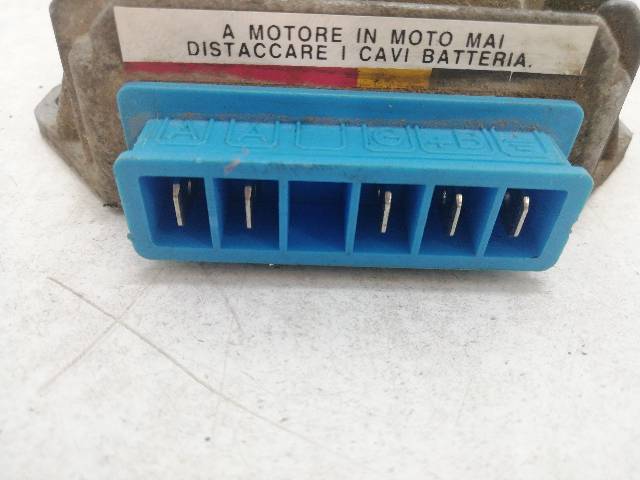 A MOTORE IN MOTO MAI
DISTACCARE I CAVI BATTERIA.
A A G +B